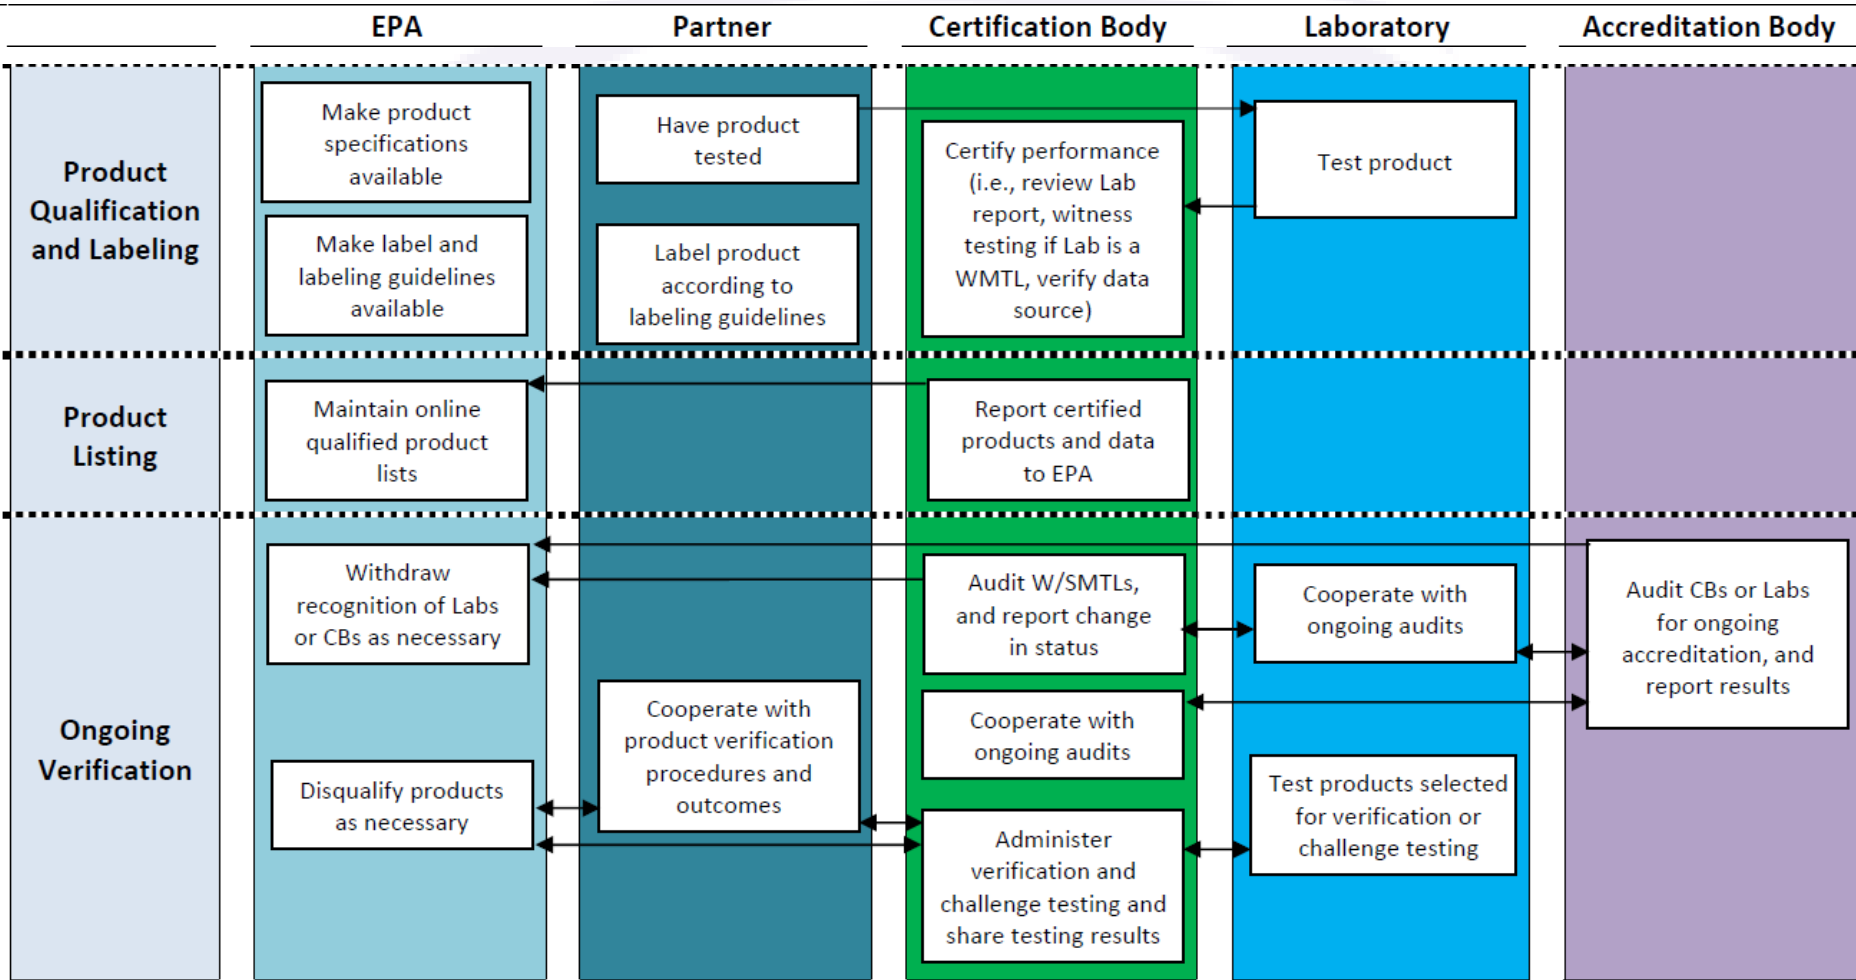 EPA
Partner
Certification Body
Laboratory
Accreditation Body
Product
Qualification
and Labeling
Make product
specifications
available
Make label and
labeling guidelines
available
Have product
tested
Label product
according to
labeling guidelines
Certify performance
(i.e., review Lab
report, witness
testing if Lab is a
WMTL, verify data
source)
Test product
Product
Listing
Maintain online
qualified product
lists
Report certified
products and data
to EPA
Ongoing
Verification
Withdraw
recognition of Labs
or CBs as necessary
Disqualify products
as necessary
Cooperate with
product verification
procedures and
outcomes
Audit W/SMTLs,
and report change
in status
Cooperate with
ongoing audits
Administer
verification and
challenge testing and
share testing results
Cooperate with
ongoing audits
Test products selected
for verification or
challenge testing
Audit CBs or Labs
for ongoing
accreditation, and
report results